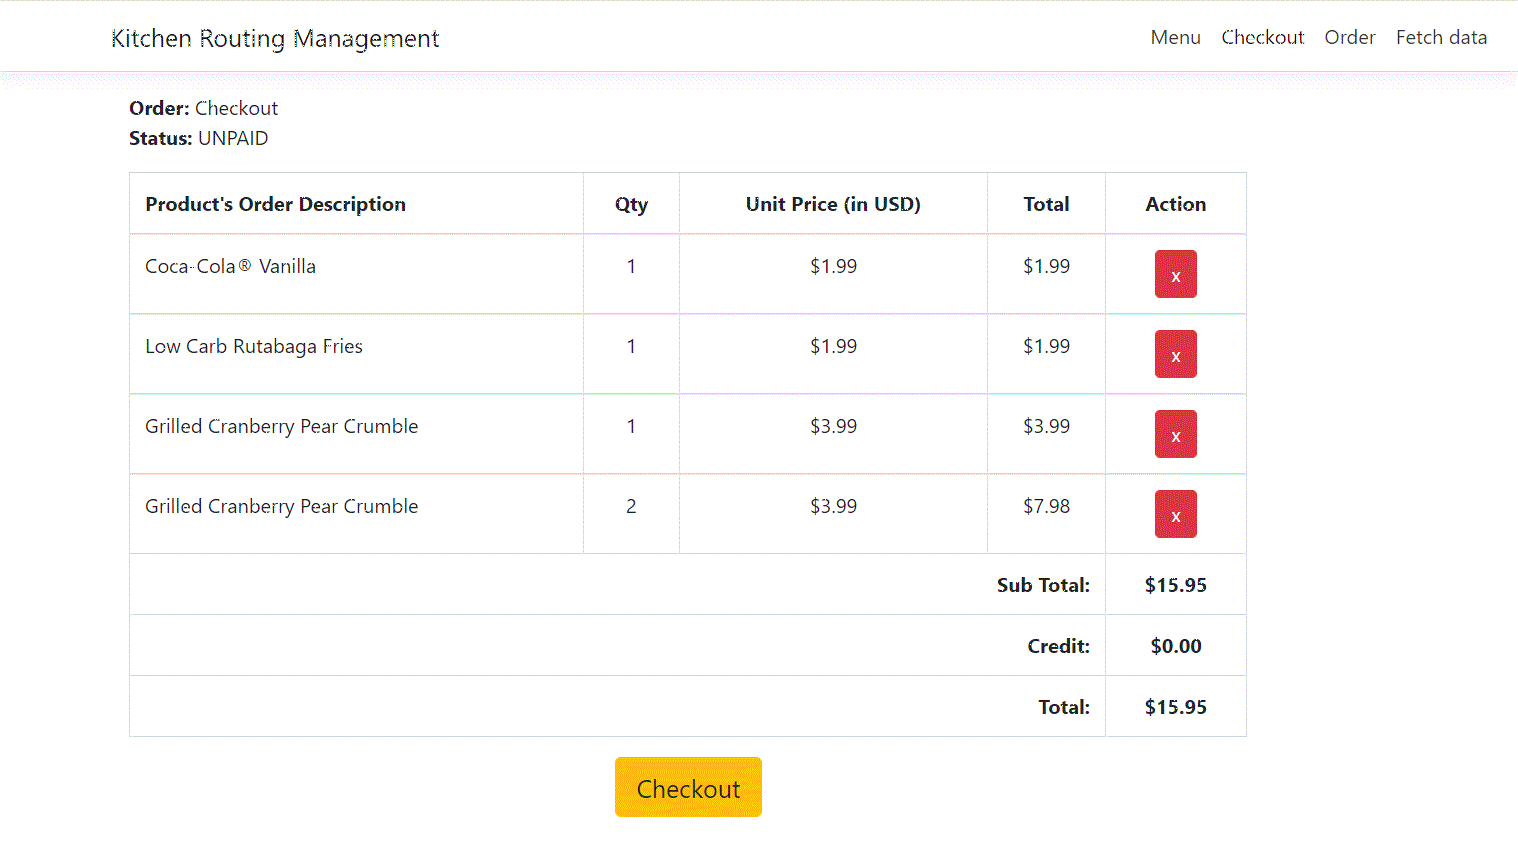 Kitchen Routing Management Menu Checkout Order Fetch data
Order: Checkout
Status: UNPAID
Product's Order Description Qty Unit Price (in USD) Total Action
Coca-Cola® Vanilla 1 $1.99 $1.99 x
Low Carb Rutabaga Fries 1 $1.99 $1.99 x
Grilled Cranberry Pear Crumble 1 $3.99 $3.99 x
Grilled Cranberry Pear Crumble 2 $3.99 $7.98 x
Sub Total: $15.95
Credit: $0.00
Total: $15.95
Checkout